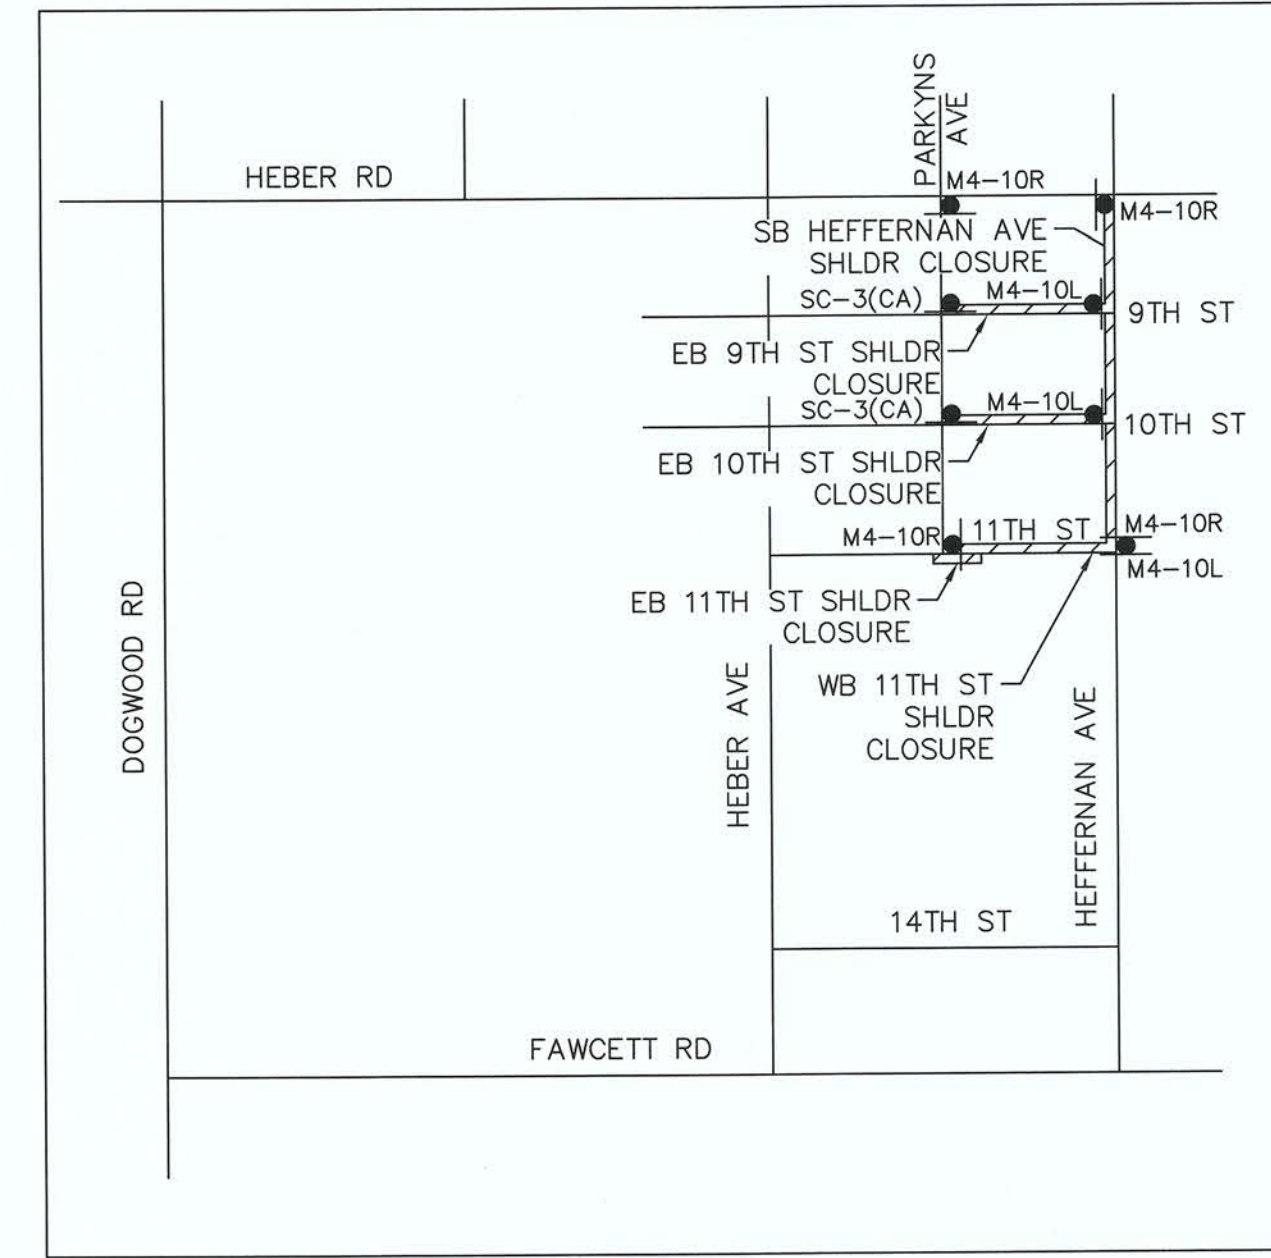 PARKYNS
AVE
HEBER RD
M4-10R
M4-10R
SB HEFFERNAN AVE
SHLDR CLOSURE
SC-3(CA)
M4-10L
9TH ST
EB 9TH ST SHLDR
CLOSURE
SC-3(CA)
M4-10L
10TH ST
EB 10TH ST SHLDR
CLOSURE
M4-10R
11TH ST
M4-10R
M4-10L
EB 11TH ST SHLDR
CLOSURE
DOGWOOD RD
HEBER AVE
WB 11TH ST
SHLDR
CLOSURE
HEFFERNAN AVE
14TH ST
FAWCETT RD